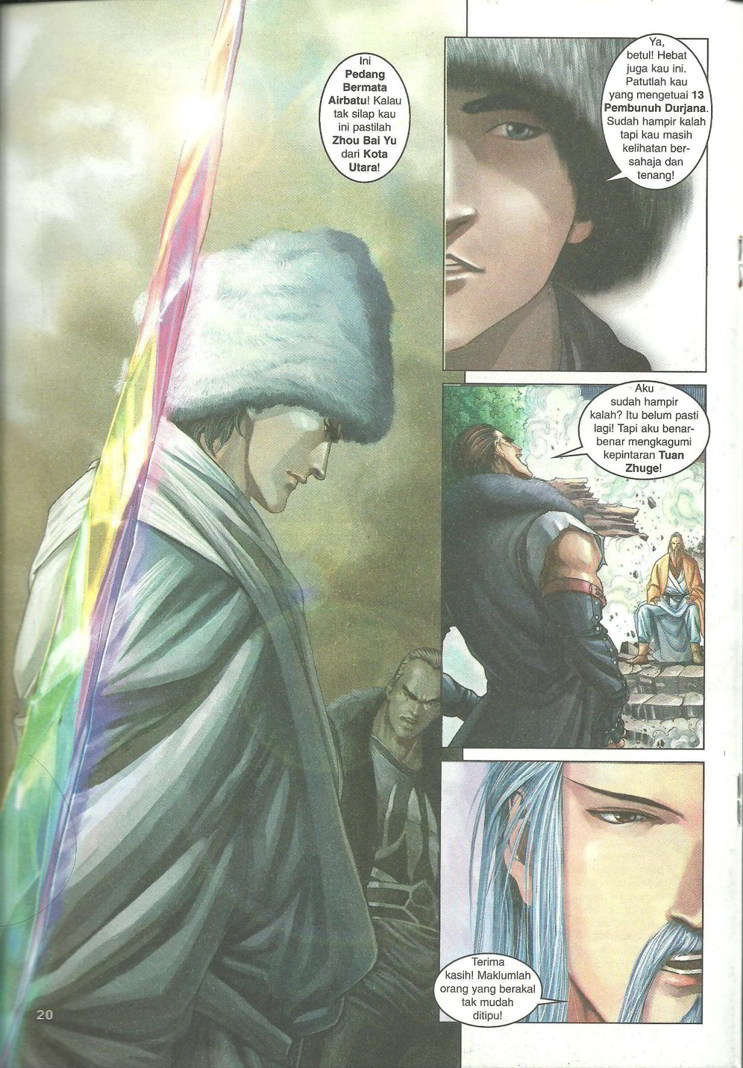 Ini
Pedang
Bermata
Airbatu! Kalau
tak silap kau
ini pastilah
Zhou Bai Yu
dari Kota
Utara!
Ya,
betul! Hebat
juga kau ini.
Patutlah kau
yang mengetuai 13
Pembunuh Durjana.
Sudah hampir kalah
tapi kau masih
kelihatan ber-
sahaja dan
tenang!
Aku
sudah hampir
kalah? Itu belum pasti
lagi! Tapi aku benar-
benar mengkagumi
kepintaran Tuan
Zhuge!
Terima
kasih! Maklumlah
orang yang berakal
tak mudah
ditipu!
20